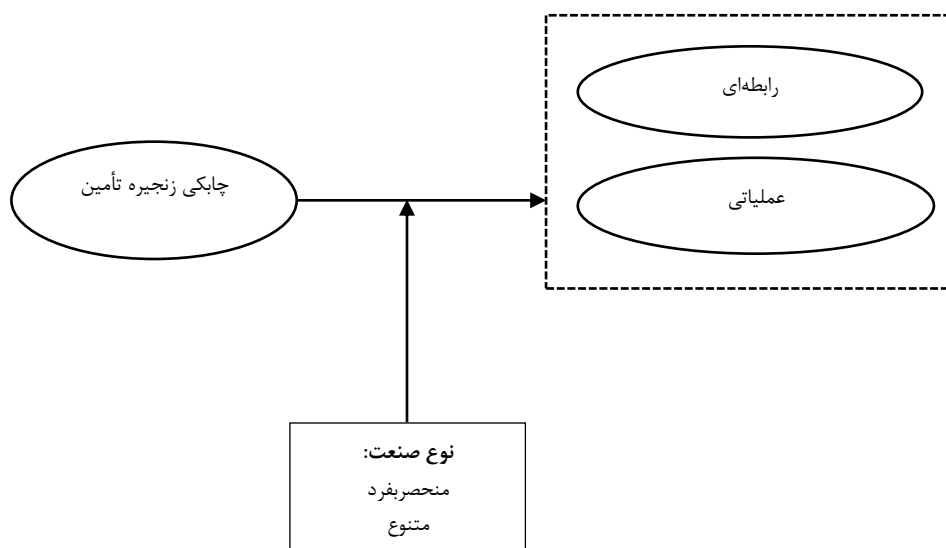 رابطه‌ای
عملیاتی
چابکی زنجیره تأمین
نوع صنعت:
منحصربفرد
متنوع